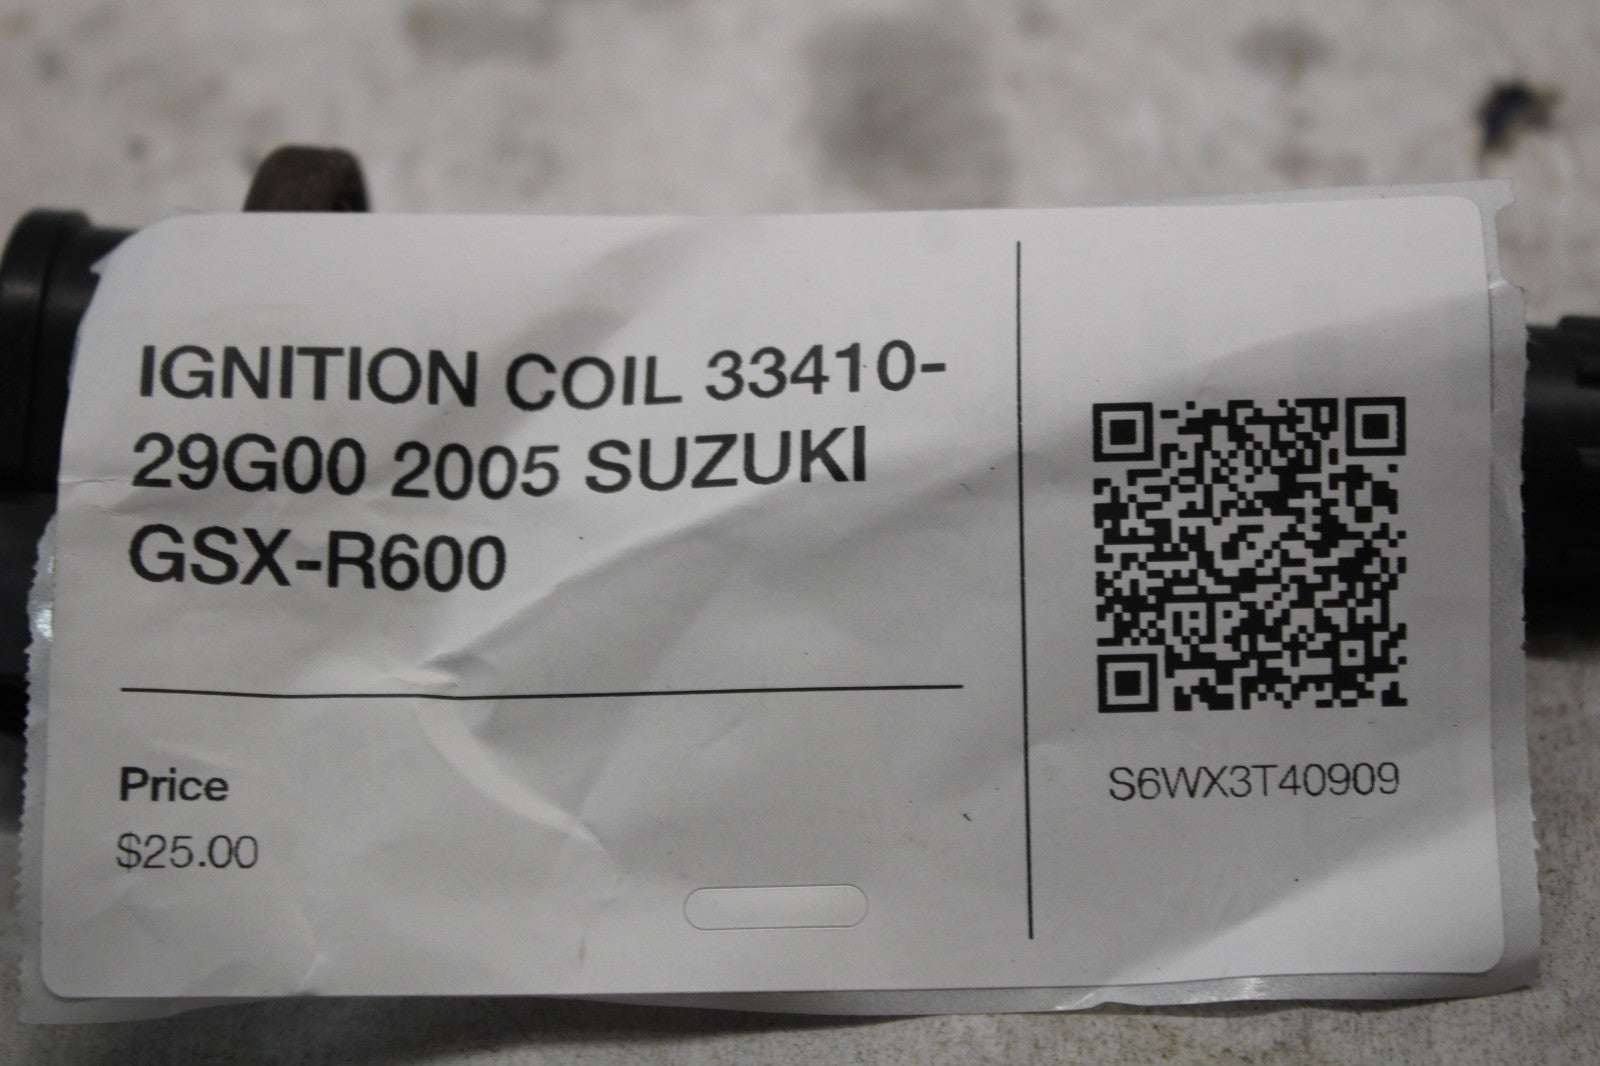 IGNITION COIL 33410-
29G00 2005 SUZUKI
GSX-R600
Price
$25.00
S6WX3T40909